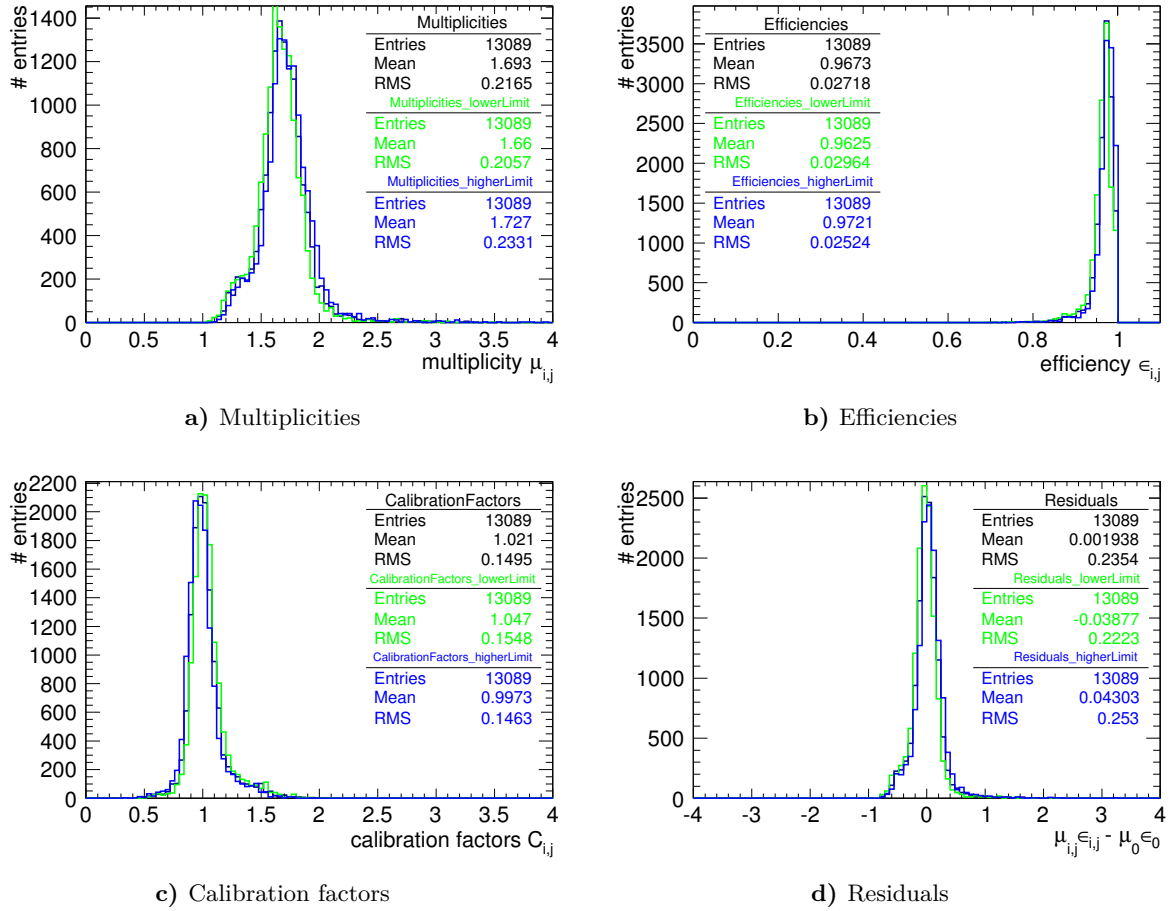 # entries
1400
1200
1000
800
600
400
200
0
0 0.5 1 1.5 2 2.5 3 3.5 4
multiplicity μi,j
Multiplicities
Entries 13089
Mean 1.693
RMS 0.2165
Multiplicities_lowerLimit
Entries 13089
Mean 1.66
RMS 0.2057
Multiplicities_higherLimit
Entries 13089
Mean 1.727
RMS 0.2331
a) Multiplicities
# entries
3500
3000
2500
2000
1500
1000
500
0
0 0.2 0.4 0.6 0.8 1
efficiency ϵi,j
Efficiencies
Entries 13089
Mean 0.9673
RMS 0.02718
Efficiencies_lowerLimit
Entries 13089
Mean 0.9625
RMS 0.02964
Efficiencies_higherLimit
Entries 13089
Mean 0.9721
RMS 0.02524
b) Efficiencies
# entries
2200
2000
1800
1600
1400
1200
1000
800
600
400
200
0
0 0.5 1 1.5 2 2.5 3 3.5 4
calibration factors Ci,j
CalibrationFactors
Entries 13089
Mean 1.021
RMS 0.1495
CalibrationFactors_lowerLimit
Entries 13089
Mean 1.047
RMS 0.1548
CalibrationFactors_higherLimit
Entries 13089
Mean 0.9973
RMS 0.1463
c) Calibration factors
# entries
2500
2000
1500
1000
500
0
-4 -3 -2 -1 0 1 2 3 4
μi,jϵi,j - μ0ϵ0
Residuals
Entries 13089
Mean 0.001938
RMS 0.2354
Residuals_lowerLimit
Entries 13089
Mean -0.03877
RMS 0.2223
Residuals_higherLimit
Entries 13089
Mean 0.04303
RMS 0.253
d) Residuals